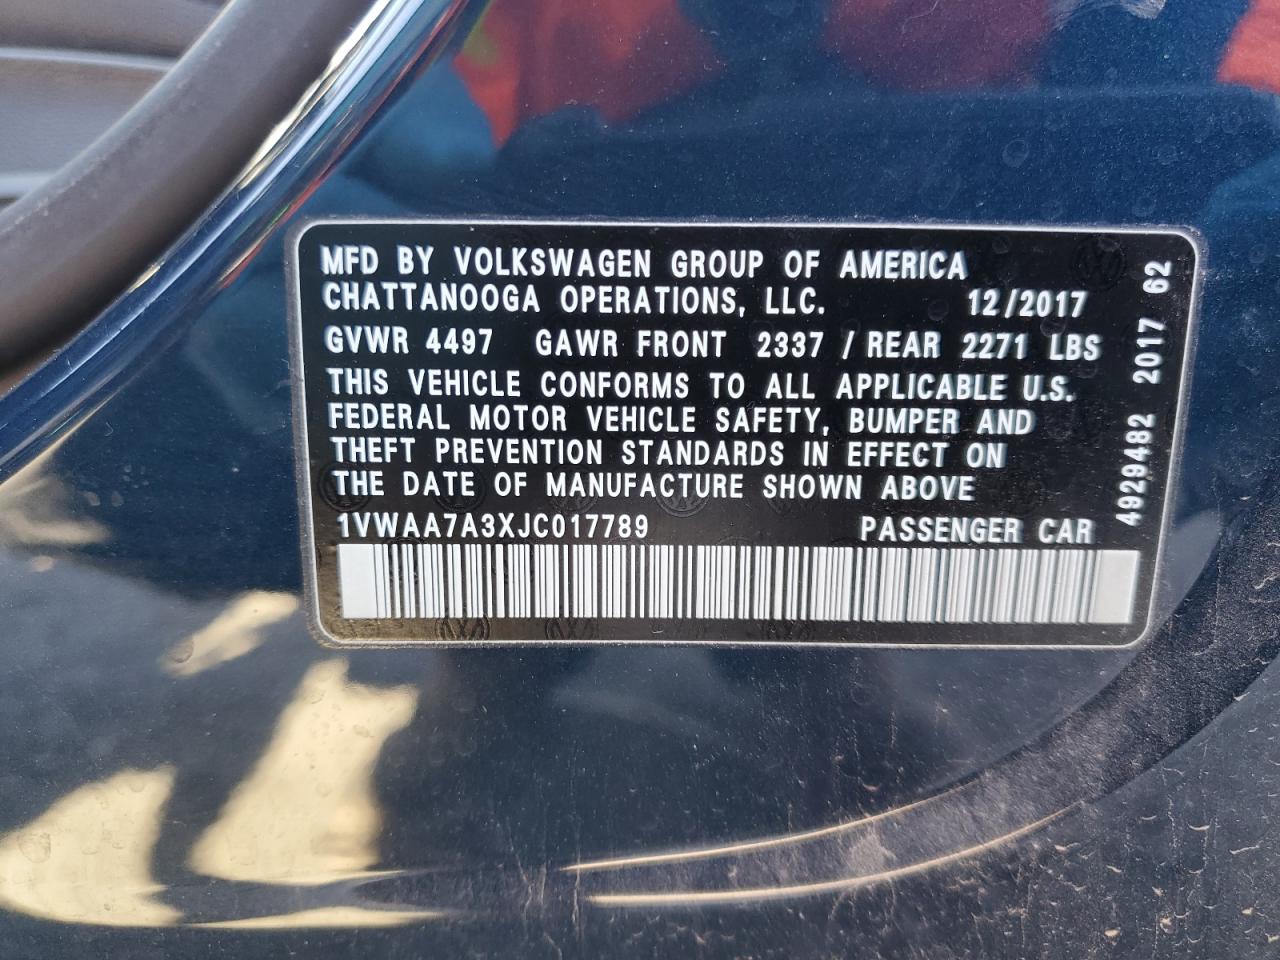 MFD BY VOLKSWAGEN GROUP OF AMERICA
CHATTANOOGA OPERATIONS, LLC. 12/2017
GVWR 4497 GAWR FRONT 2337 / REAR 2271 LBS
THIS VEHICLE CONFORMS TO ALL APPLICABLE U.S.
FEDERAL MOTOR VEHICLE SAFETY, BUMPER AND
THEFT PREVENTION STANDARDS IN EFFECT ON
THE DATE OF MANUFACTURE SHOWN ABOVE
1VWAA7A3XJC017789 PASSENGER CAR
4929482 2017 62